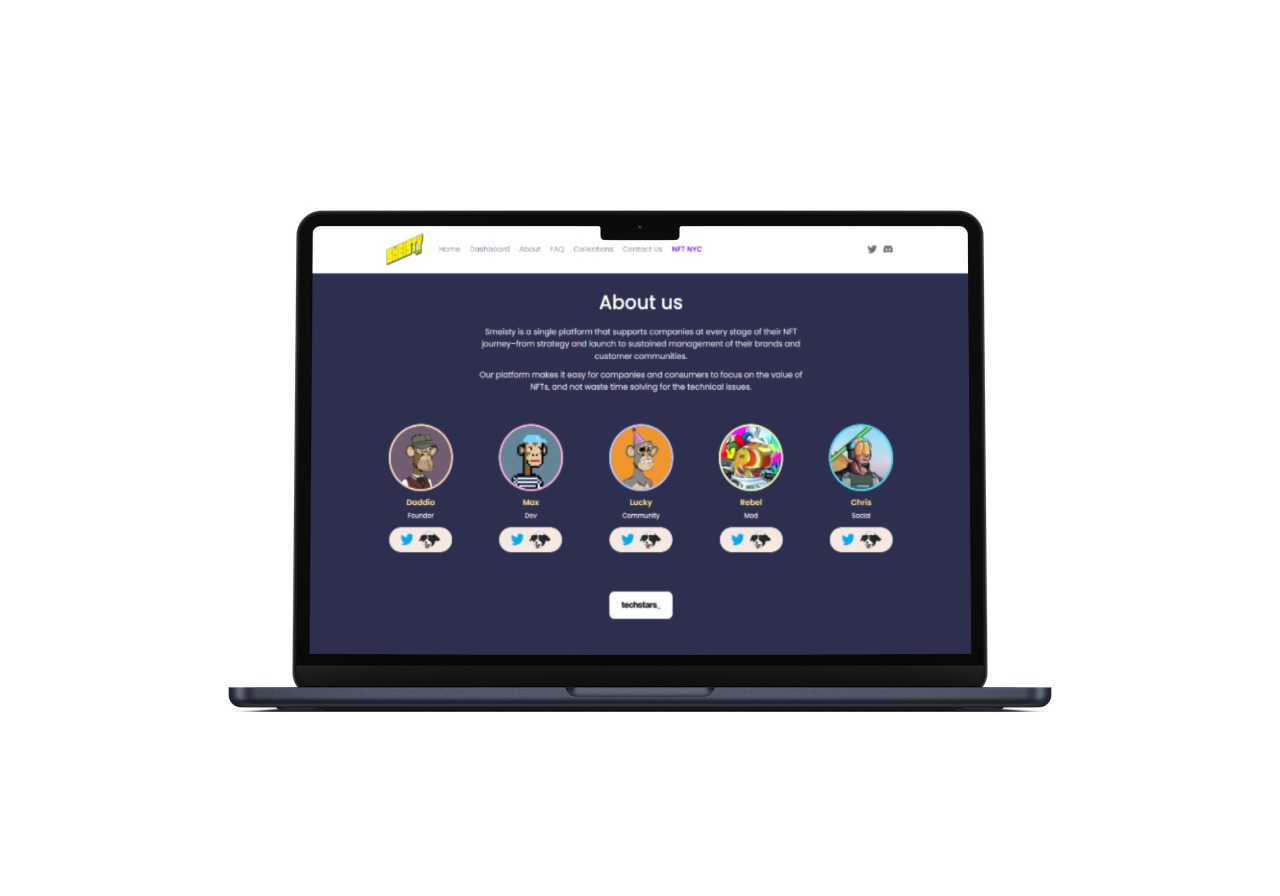 SMEISTY
Home Dashboard About FAQ Collections Contact Us NFT NYC
About us
Smeisty is a single platform that supports companies at every stage of their NFT
journey–from strategy and launch to sustained management of their brands and
customer communities.
Our platform makes it easy for companies and consumers to focus on the value of
NFTs, and not waste time solving for the technical issues.
Daddio Max Lucky Rebel Chris
Founder Dev Community Mod Social
techstars_